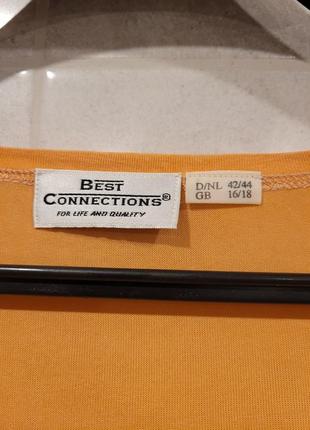 BEST
CONNECTIONS®
FOR LIFE AND QUALITY
D/NL 42/44
GB 16/18